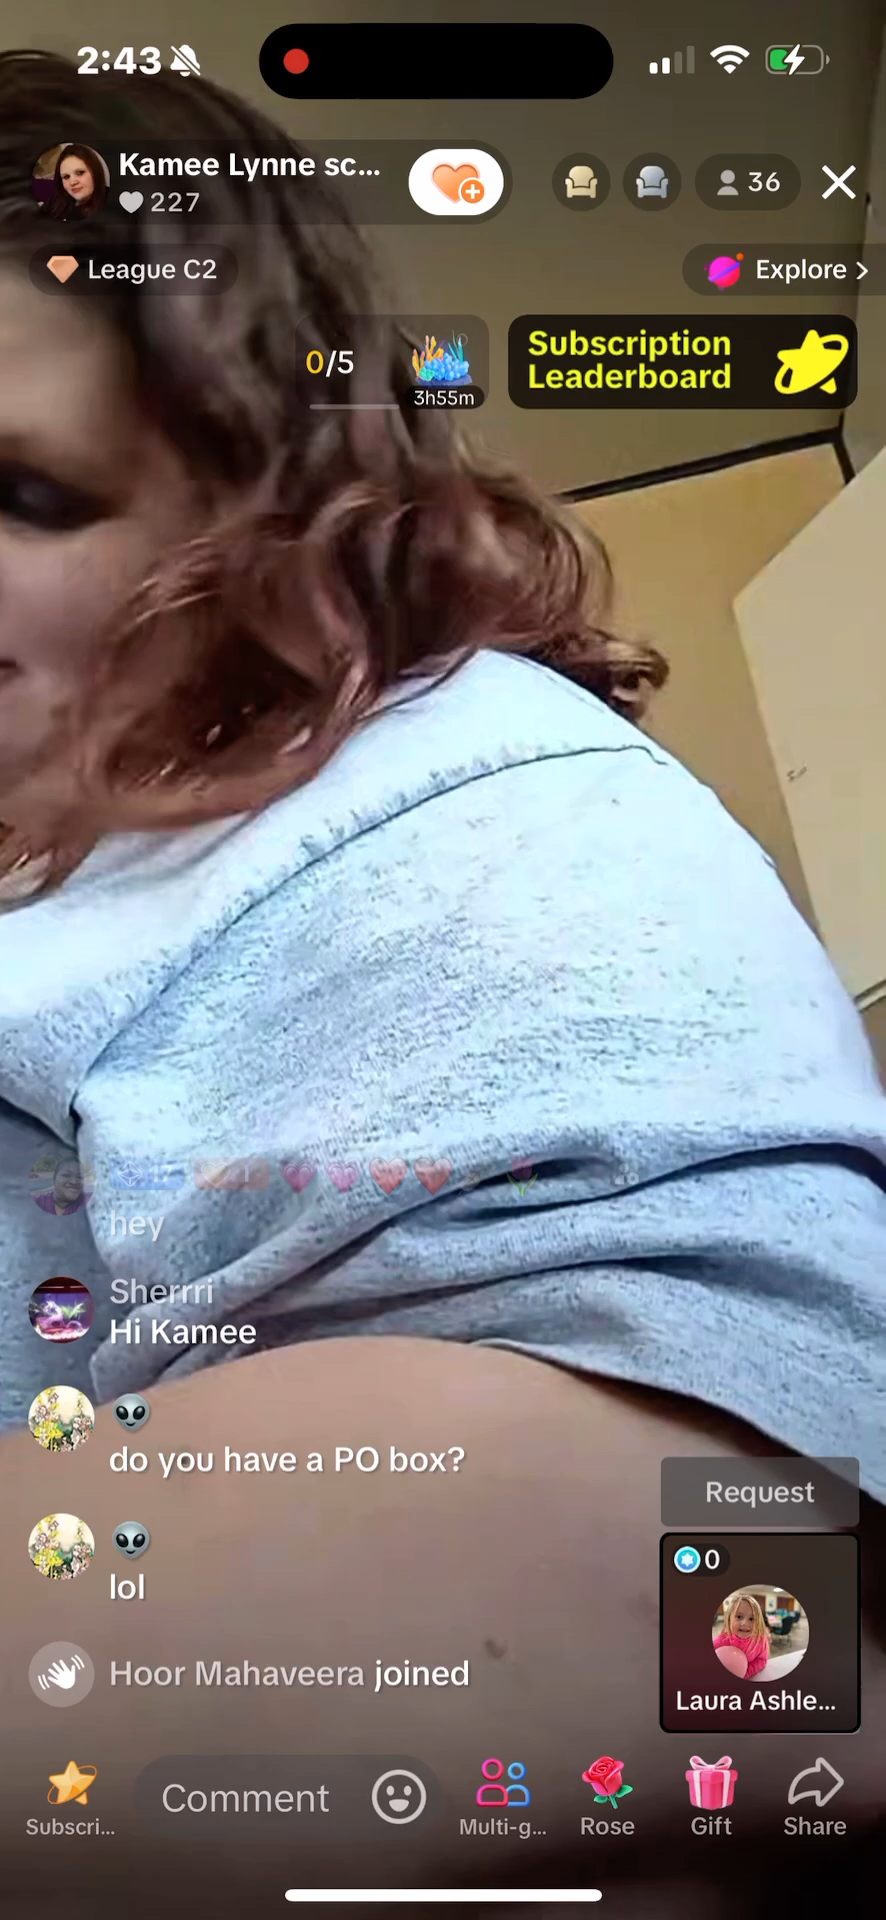 2:43
Kamee Lynne sc...
227
36
League C2
Explore >
0/5
3h55m
Subscription
Leaderboard
hey
Sherrri
Hi Kamee
do you have a PO box?
lol
Request
0
Laura Ashle...
Hoor Mahaveera joined
Subscri...
Comment
Multi-g...
Rose
Gift
Share